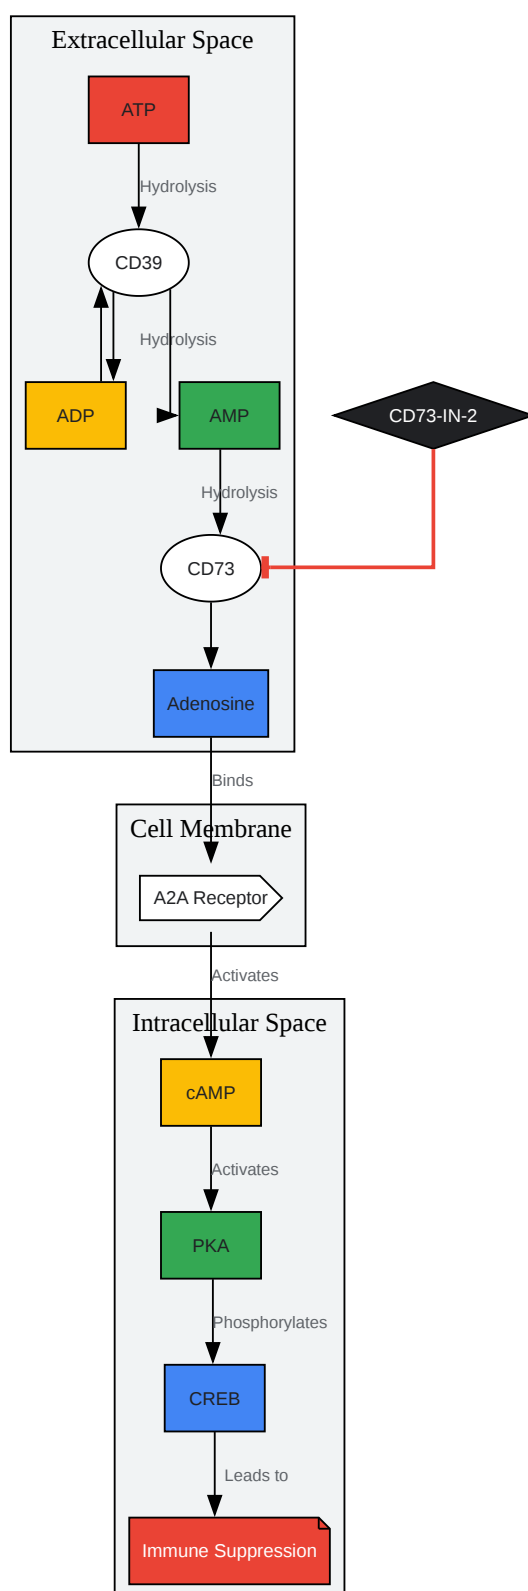 Extracellular Space
ATP
Hydrolysis
CD39
Hydrolysis
ADP
AMP
CD73-IN-2
Hydrolysis
CD73
Adenosine
Binds
Cell Membrane
A2A Receptor
Activates
Intracellular Space
cAMP
Activates
PKA
Phosphorylates
CREB
Leads to
Immune Suppression